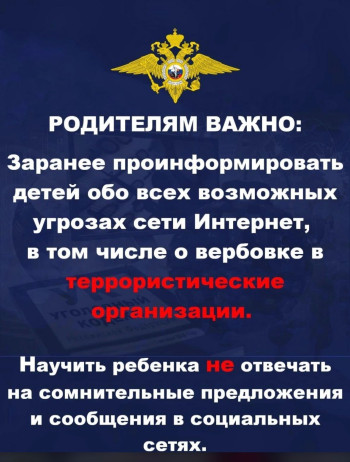 РОДИТЕЛЯМ ВАЖНО:
Заранее проинформировать
детей обо всех возможных
угрозах сети Интернет,
в том числе о вербовке в
террористические
организации.
Научить ребенка не отвечать
на сомнительные предложения
и сообщения в социальных
сетях.